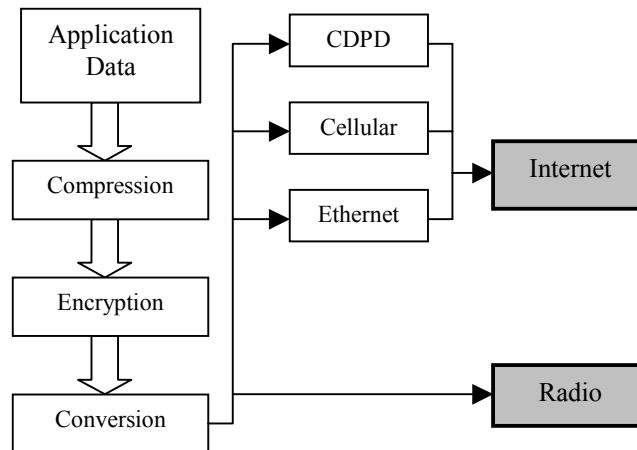 Application
Data
Compression
Encryption
Conversion
CDPD
Cellular
Ethernet
Internet
Radio